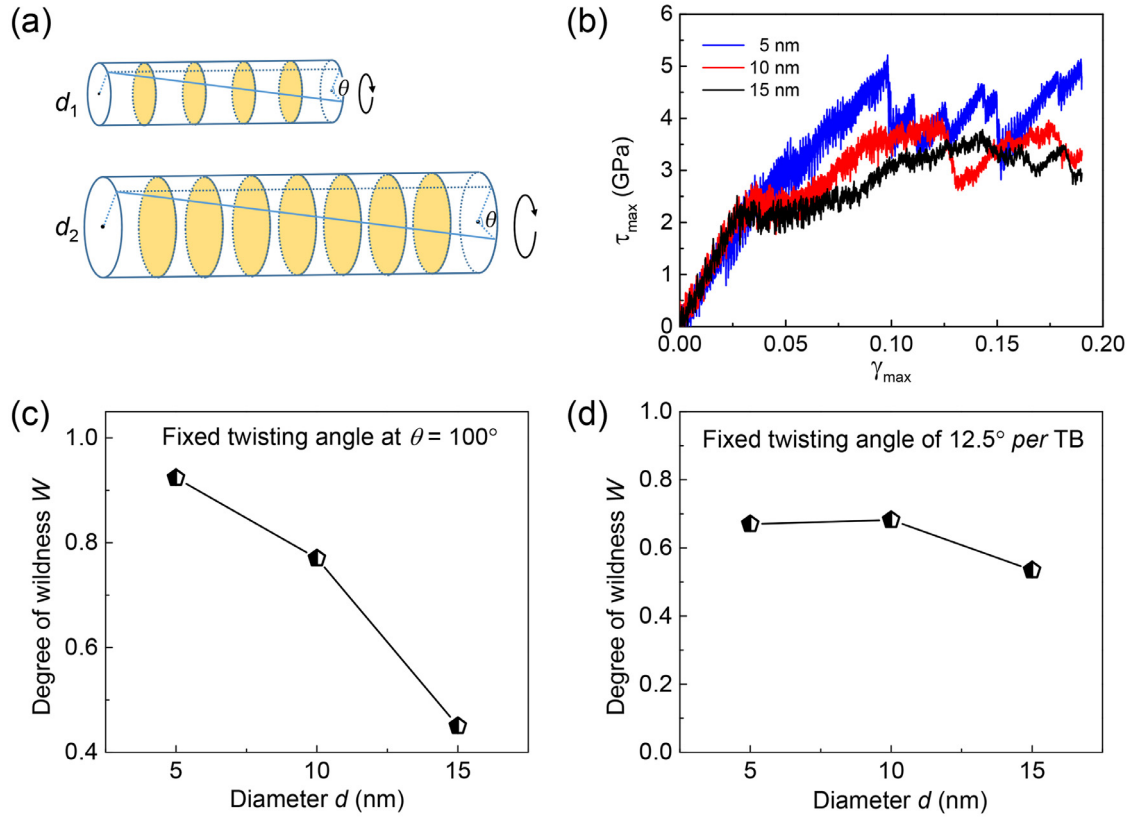 (a)
d₁
θ
d₂
θ
(b)
5 nm
10 nm
15 nm
6
5
4
3
2
1
0
τmax (GPa)
0.00
0.05
0.10
0.15
0.20
γmax
(c)
Fixed twisting angle at θ = 100°
1.0
0.8
0.6
0.4
Degree of wildness W
5
10
15
Diameter d (nm)
(d)
Fixed twisting angle of 12.5° per TB
1.0
0.8
0.6
0.4
0.2
0.0
Degree of wildness W
5
10
15
Diameter d (nm)